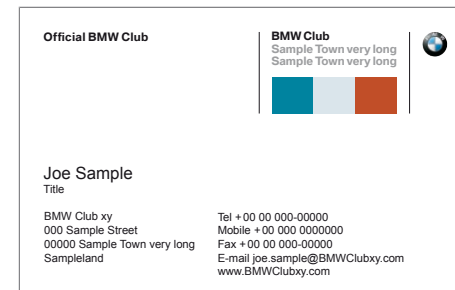 Official BMW Club
BMW Club
Sample Town very long
Sample Town very long
Joe Sample
Title
BMW Club xy
000 Sample Street
00000 Sample Town very long
Sampleland
Tel +00 00 000-00000
Mobile +00 000 0000000
Fax +00 00 000-00000
E-mail joe.sample@BMWClubxy.com
www.BMWClubxy.com